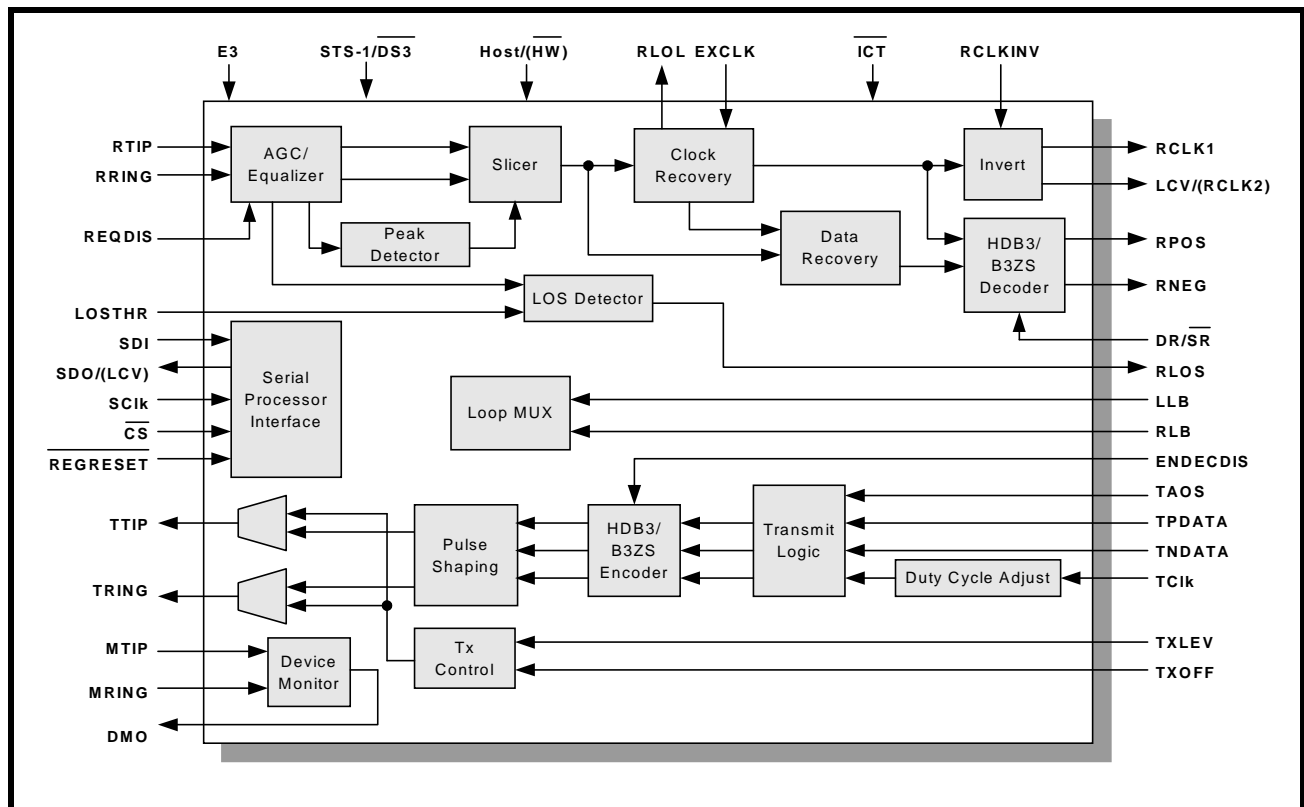 E3
STS-1/DS3
Host/(HW)
RLOL
EXCLK
ICT
RCLKINV
RTIP
RRING
REQDIS
LOSTHR
SDI
SDO/(LCV)
SClk
CS
REGRESET
TTIP
TRING
MTIP
MRING
DMO
AGC/
Equalizer
Slicer
Clock
Recovery
Invert
Peak
Detector
Data
Recovery
HDB3/
B3ZS
Decoder
LOS Detector
Serial
Processor
Interface
Loop MUX
Pulse
Shaping
HDB3/
B3ZS
Encoder
Transmit
Logic
Duty Cycle Adjust
Tx
Control
Device
Monitor
RCLK1
LCV/(RCLK2)
RPOS
RNEG
DR/SR
RLOS
LLB
RLB
ENDECDIS
TAOS
TPDATA
TNDATA
TClk
TXLEV
TXOFF